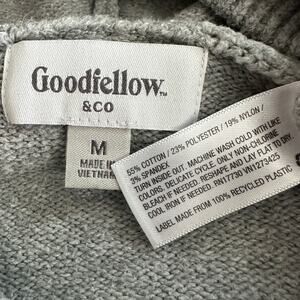 Goodfellow™
& CO
M
MADE IN
VIETNAM
55% COTTON / 23% POLYESTER / 19% NYLON /
3% SPANDEX
TURN INSIDE OUT. MACHINE WASH COLD WITH LIKE
COLORS. DELICATE CYCLE. ONLY NON-CHLORINE
BLEACH IF NEEDED. RESHAPE AND LAY FLAT TO DRY.
COOL IRON IF NEEDED. RN17730 VN1273425
LABEL MADE FROM 100% RECYCLED PLASTIC